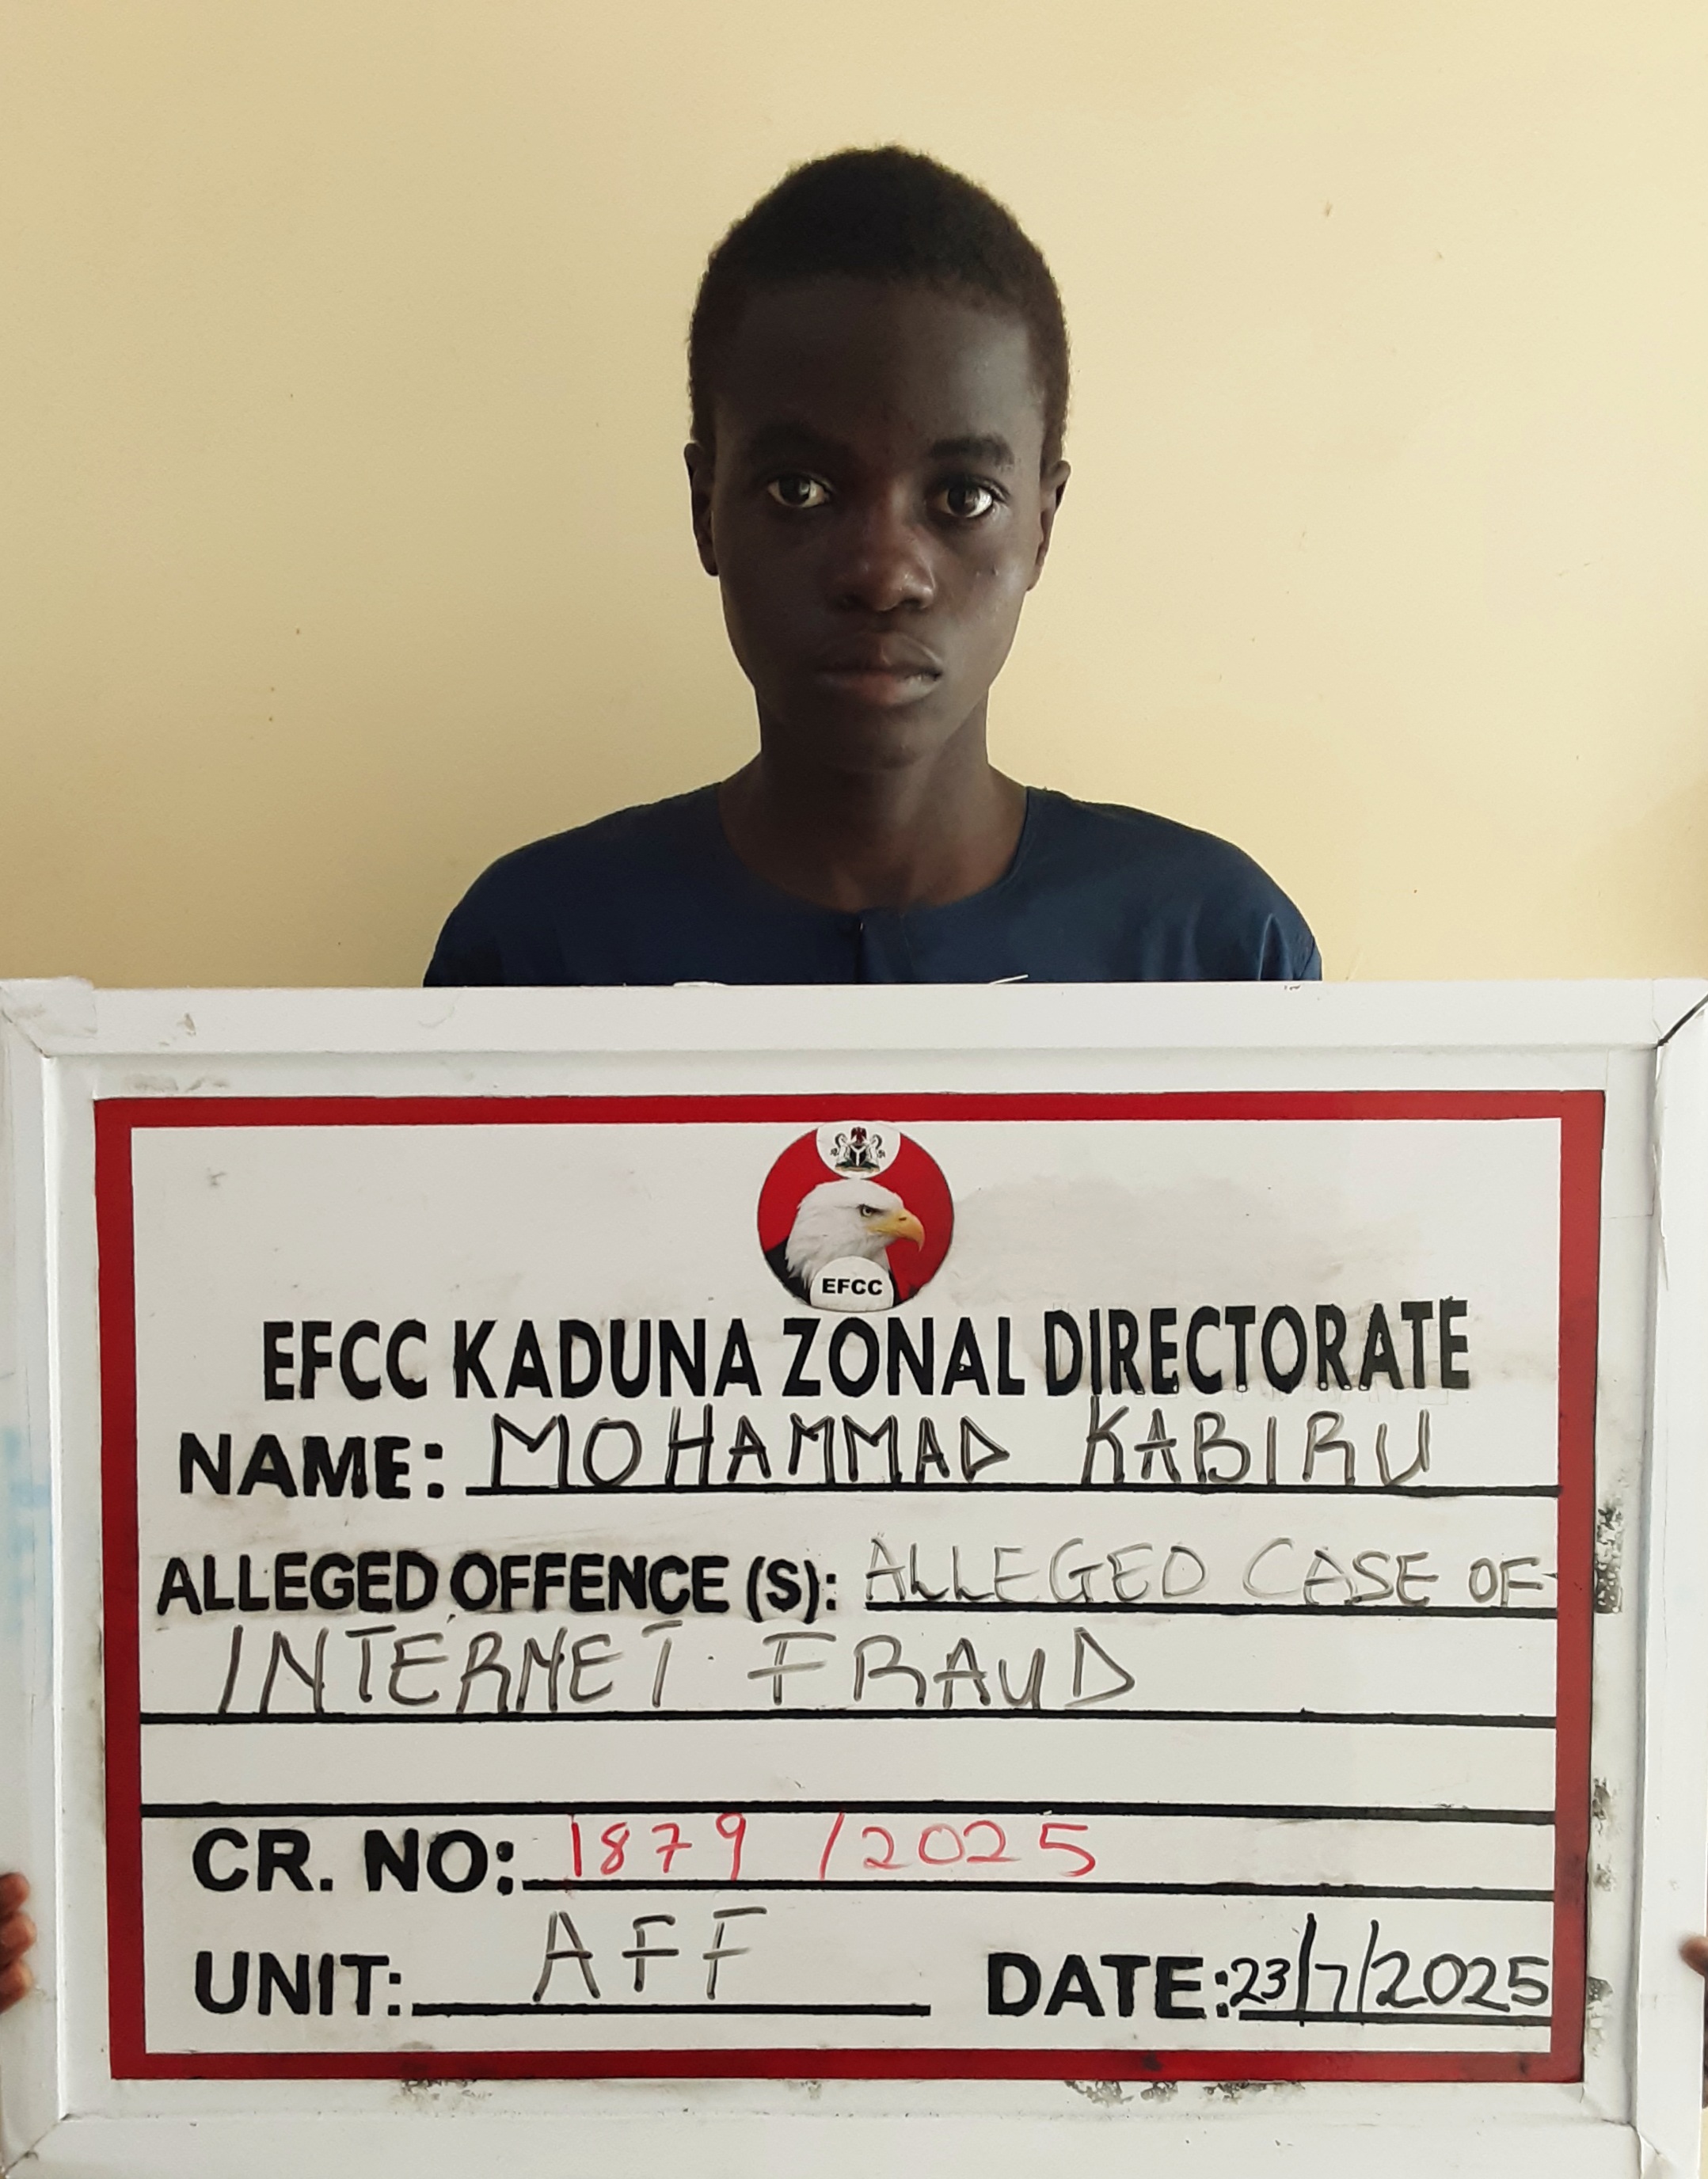 EFCC
EFCC KADUNA ZONAL DIRECTORATE
NAME: MOHAMMAD KABIRU
ALLEGED OFFENCE (S): ALLEGED CASE OF
INTERNET FRAUD
CR. NO: 1879 /2025
UNIT: AFF DATE: 23/7/2025